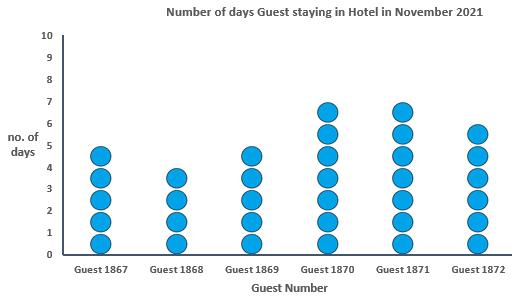 Number of days Guest staying in Hotel in November 2021
10
9
8
7
6
5
4
3
2
1
0
no. of
days
Guest 1867
Guest 1868
Guest 1869
Guest 1870
Guest 1871
Guest 1872
Guest Number